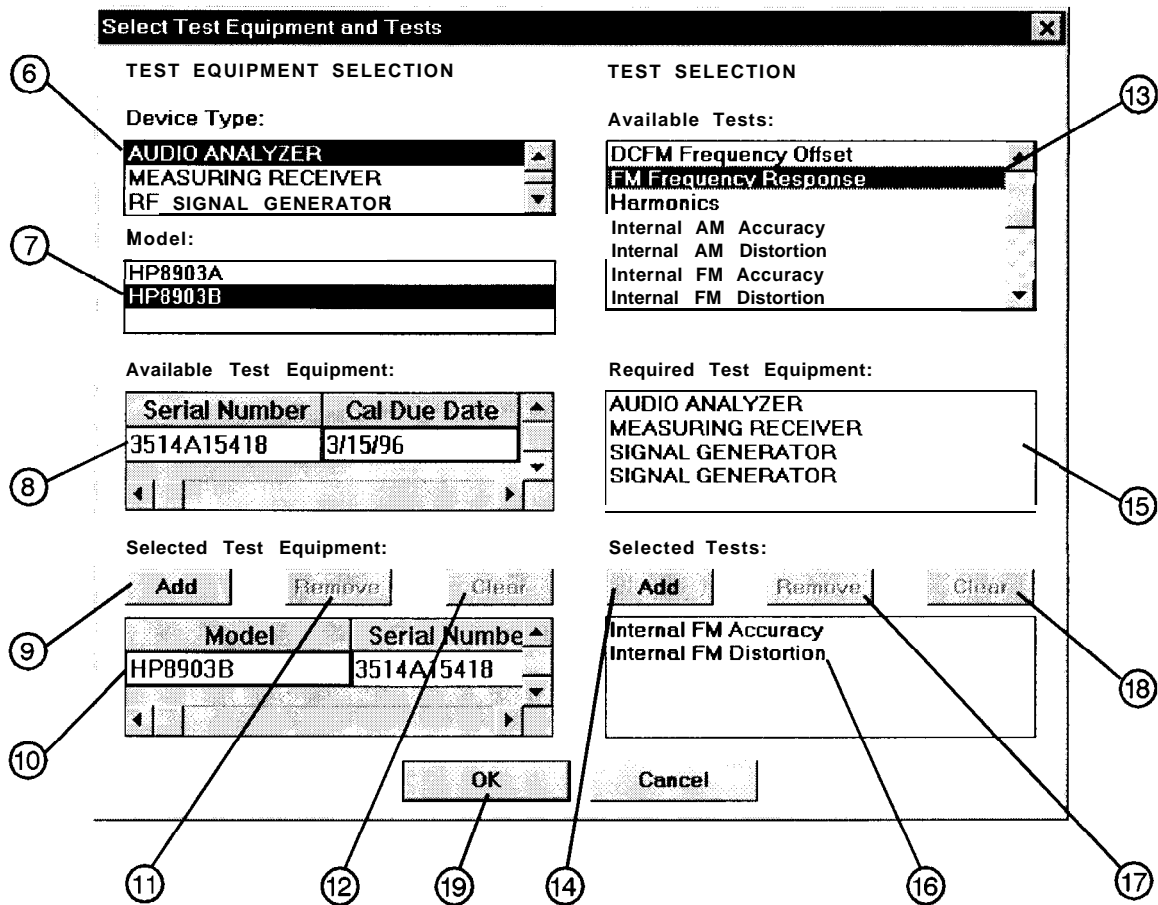 Select Test Equipment and Tests
TEST EQUIPMENT SELECTION
Device Type:
AUDIO ANALYZER
MEASURING RECEIVER
RF SIGNAL GENERATOR
Model:
HP8903A
HP8903B
Available Test Equipment:
Serial Number Cal Due Date
3514A15418 3/15/96
Selected Test Equipment:
Add Remove Clear
Model Serial Numbe
HP8903B 3514A15418
TEST SELECTION
Available Tests:
DCFM Frequency Offset
FM Frequency Response
Harmonics
Internal AM Accuracy
Internal AM Distortion
Internal FM Accuracy
Internal FM Distortion
Required Test Equipment:
AUDIO ANALYZER
MEASURING RECEIVER
SIGNAL GENERATOR
SIGNAL GENERATOR
Selected Tests:
Add Remove Clear
Internal FM Accuracy
Internal FM Distortion
OK Cancel
6
7
8
9
10
11
12
19
14
16
17
18
15
13